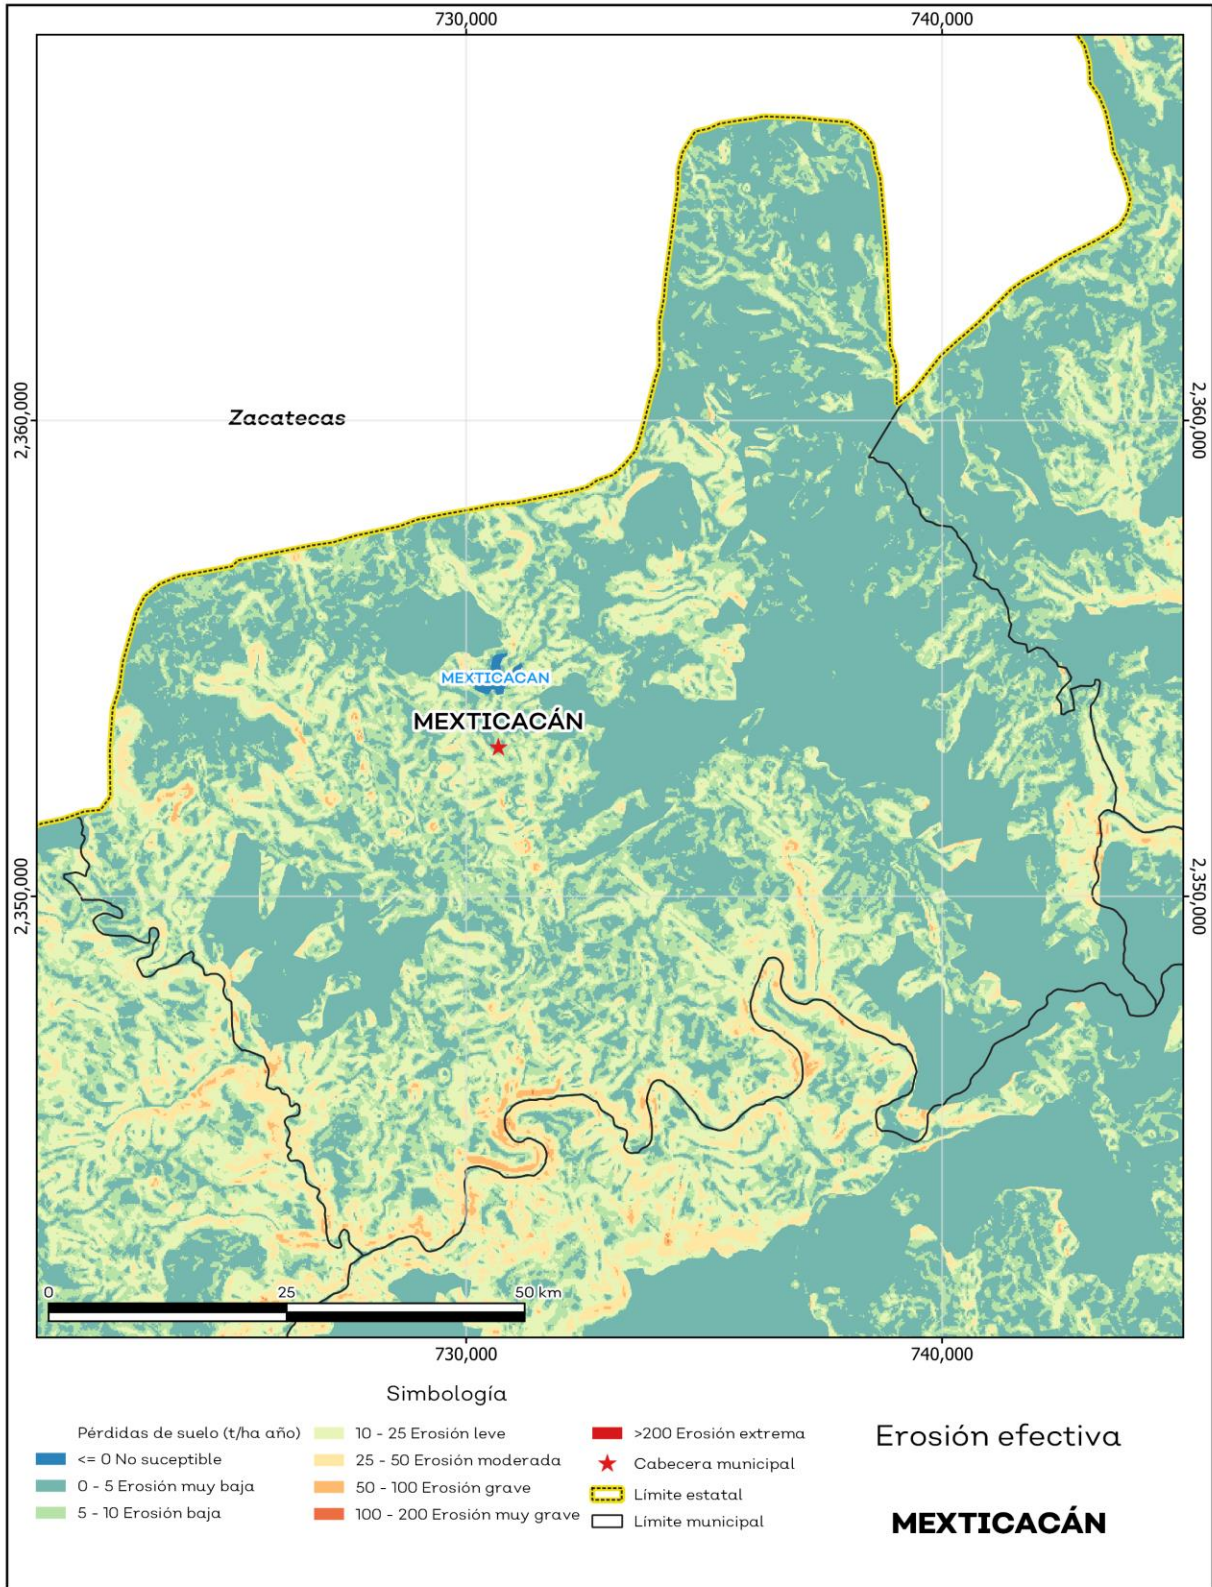 730,000
740,000
2,360,000
Zacatecas
2,360,000
MEXTICACAN
MEXTICACÁN
2,350,000
2,350,000
0
25
50 km
730,000
740,000
Simbología
Pérdidas de suelo (t/ha año)
<= 0 No suceptible
0 - 5 Erosión muy baja
5 - 10 Erosión baja
10 - 25 Erosión leve
25 - 50 Erosión moderada
50 - 100 Erosión grave
100 - 200 Erosión muy grave
>200 Erosión extrema
Cabecera municipal
Límite estatal
Límite municipal
Erosión efectiva
MEXTICACÁN